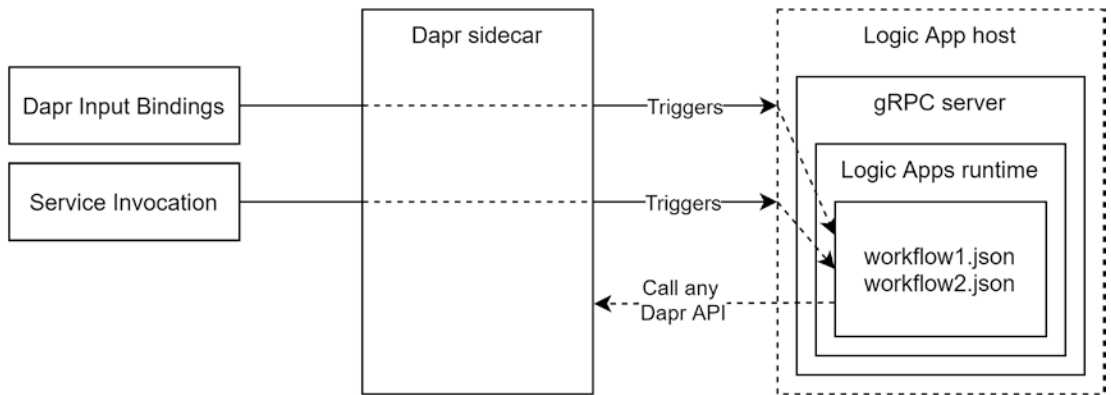 Dapr sidecar
Logic App host
Dapr Input Bindings
Triggers
gRPC server
Logic Apps runtime
Service Invocation
Triggers
workflow1.json
workflow2.json
Call any
Dapr API